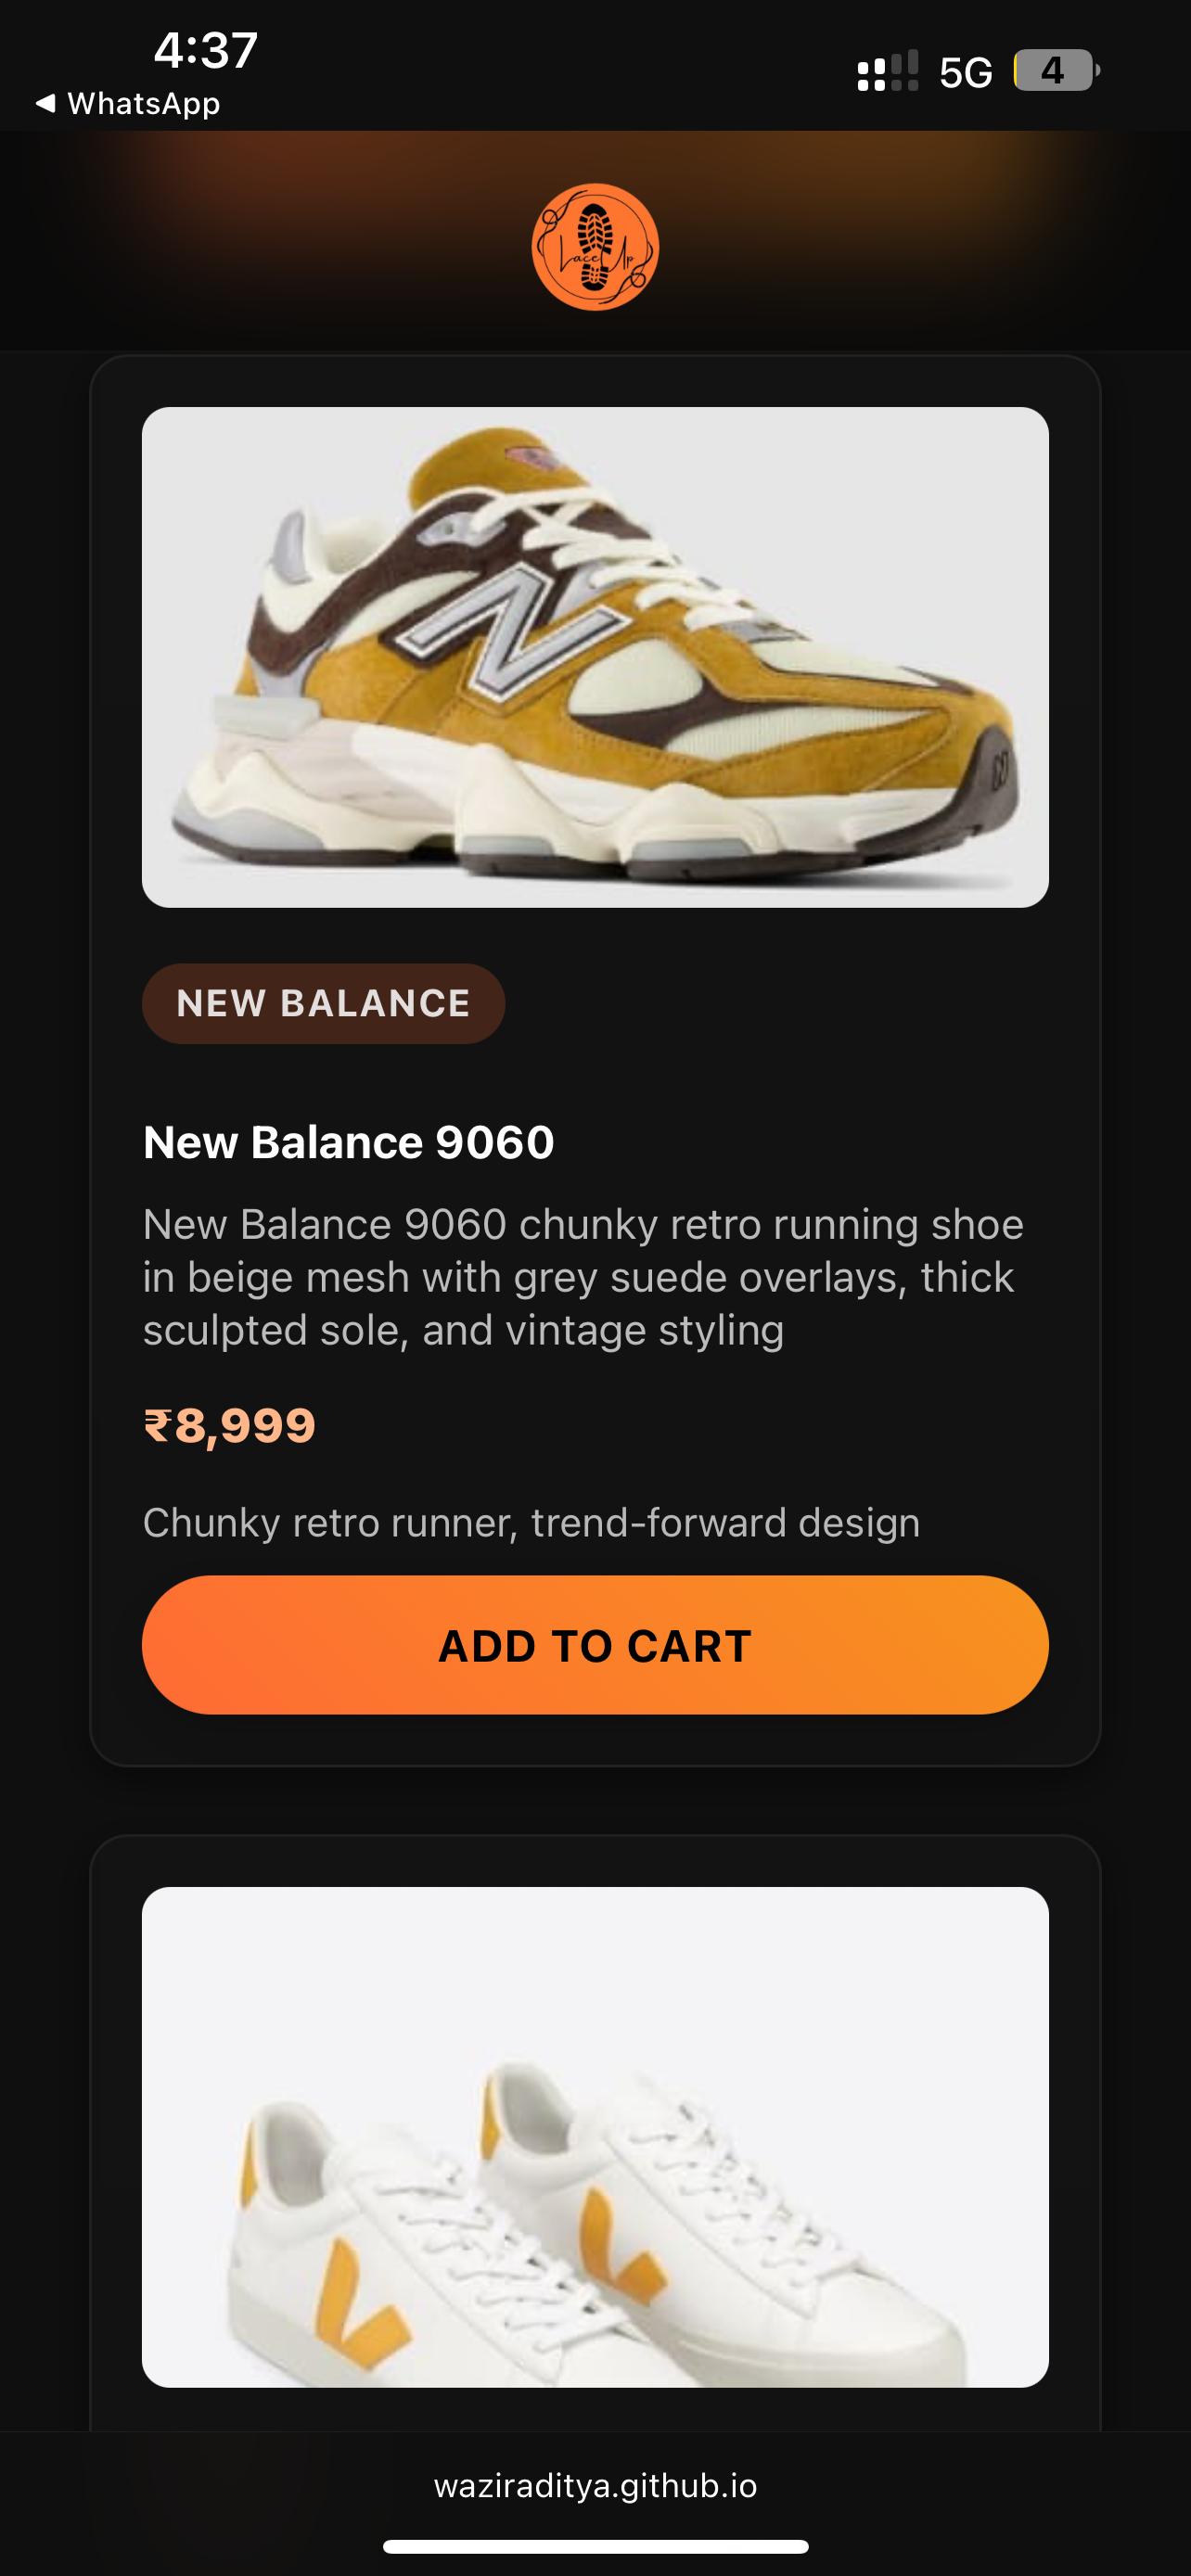 4:37
5G
4
◀ WhatsApp
Lace Up
NEW BALANCE
New Balance 9060
New Balance 9060 chunky retro running shoe
in beige mesh with grey suede overlays, thick
sculpted sole, and vintage styling
₹8,999
Chunky retro runner, trend-forward design
ADD TO CART
waziraditya.github.io